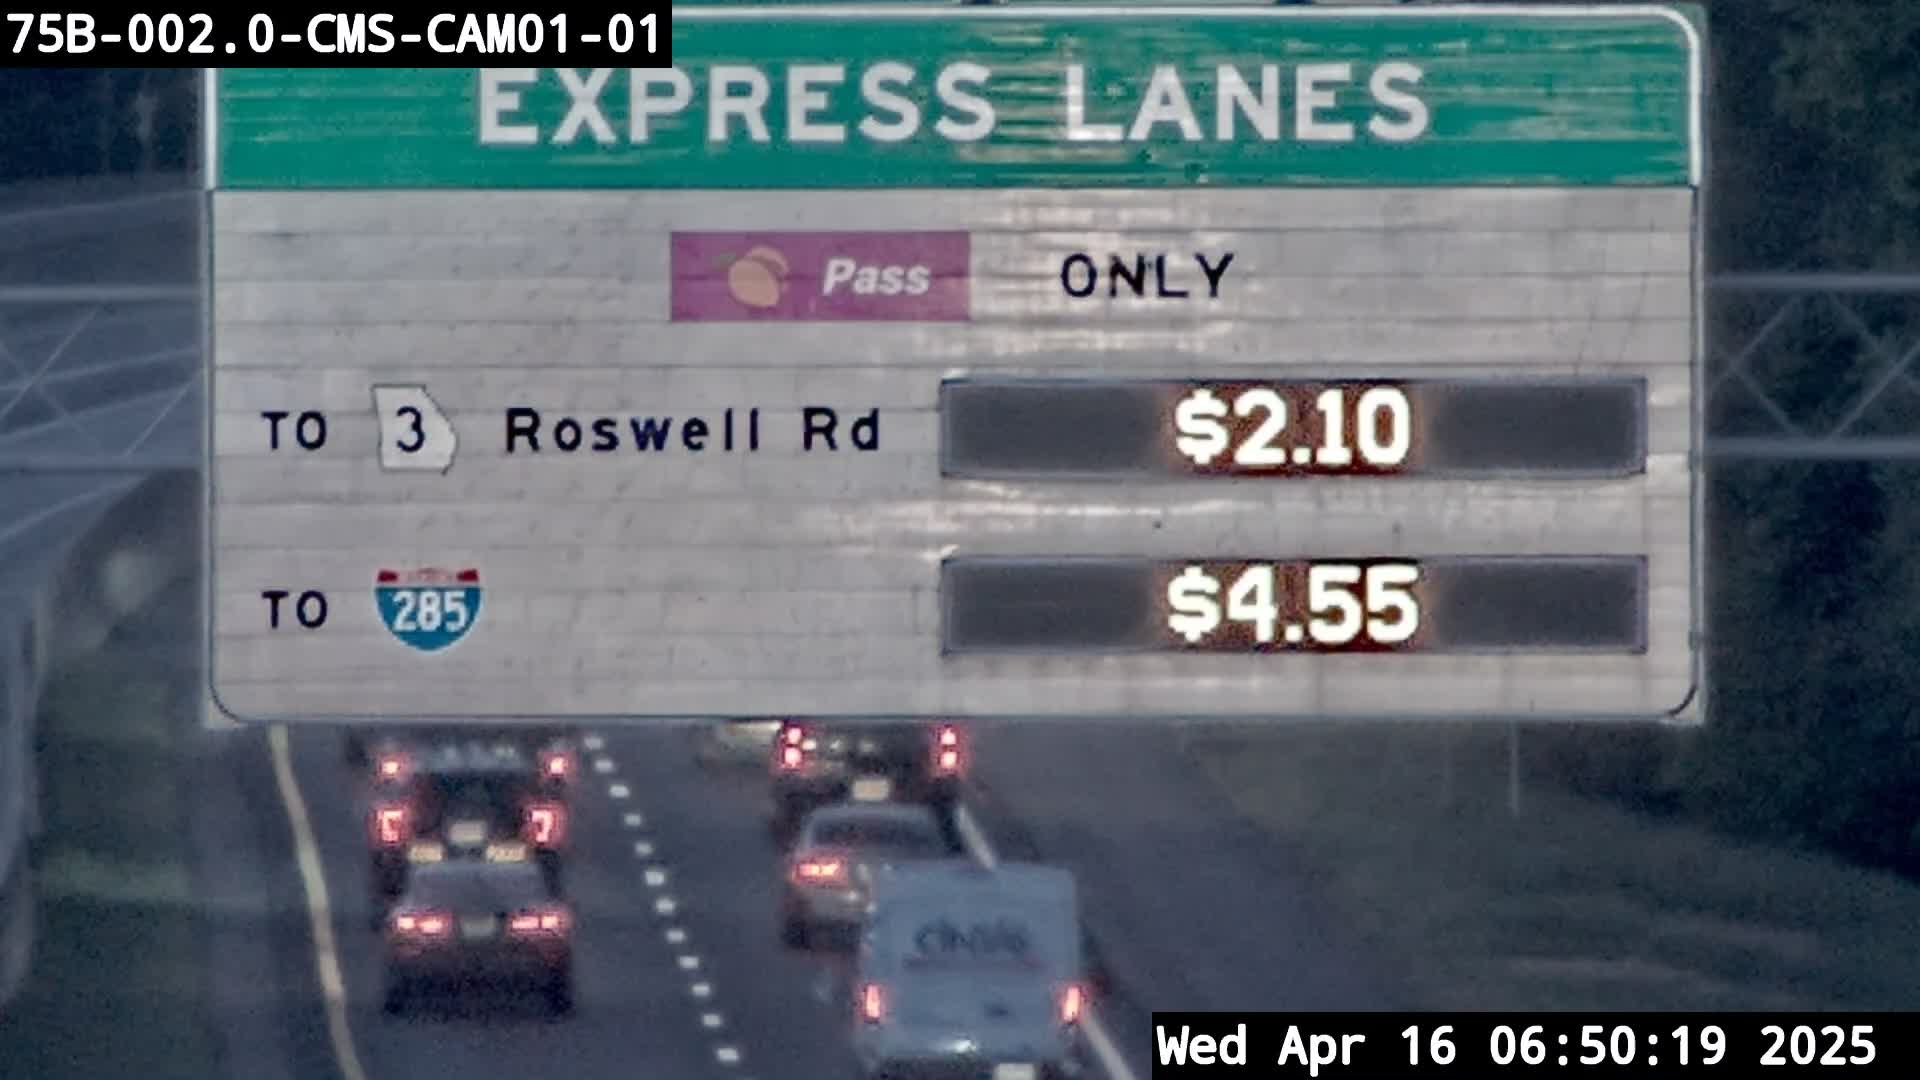 75B-002.0-CMS-CAM01-01
EXPRESS LANES
Pass ONLY
TO 3 Roswell Rd $2.10
TO 285 $4.55
Wed Apr 16 06:50:19 2025